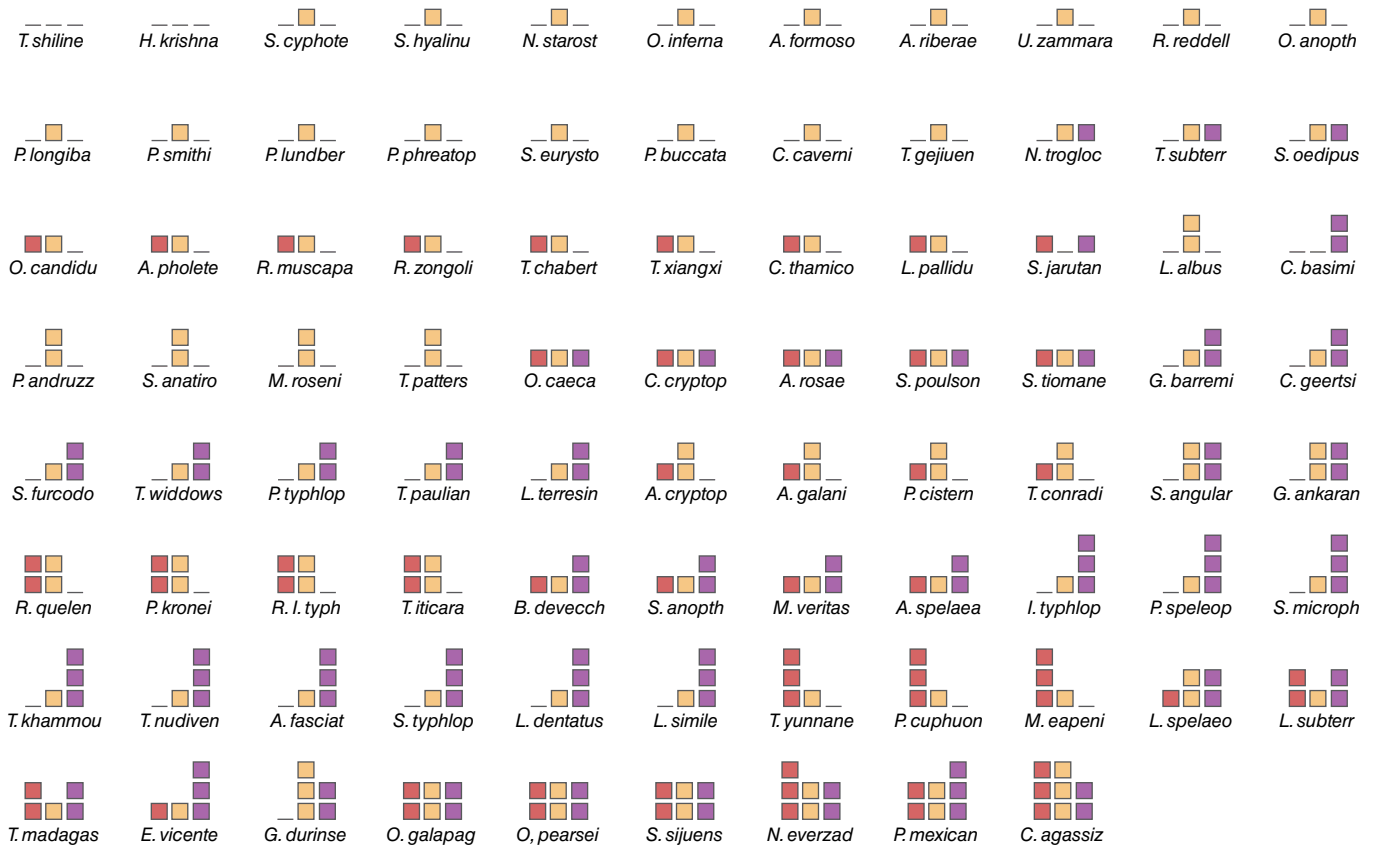 T. shiline H. krishna S. cyphote S. hyalinu N. starost O. inferna A. formoso A. riberae U. zammara R. reddell O. anopth
P. longiba P. smithi P. lundber P. phreatop S. eurysto P. buccata C. caverni T. gejiuen N. trogloc T. subterr S. oedipus
O. candidu A. pholete R. muscapa R. zongoli T. chabert T. xiangxi C. thamico L. pallidu S. jarutan L. albus C. basimi
P. andruzz S. anatiro M. roseni T. patters O. caeca C. cryptop A. rosae S. poulson S. tiomane G. barremi C. geertsi
S. furcodo T. widdows P. typhlop T. paulian L. terresin A. cryptop A. galani P. cistern T. conradi S. angular G. ankaran
R. quelen P. kronei R. I. typh T. iticara B. devecch S. anopth M. veritas A. spelaea I. typhlop P. speleop S. microph
T. khammou T. nudiven A. fasciat S. typhlop L. dentatus L. simile T. yunnane P. cuphuon M. eapeni L. spelaeo L. subterr
T. madagas E. vicente G. durinse O. galapag O, pearsei S. sijuens N. everzad P. mexican C. agassiz